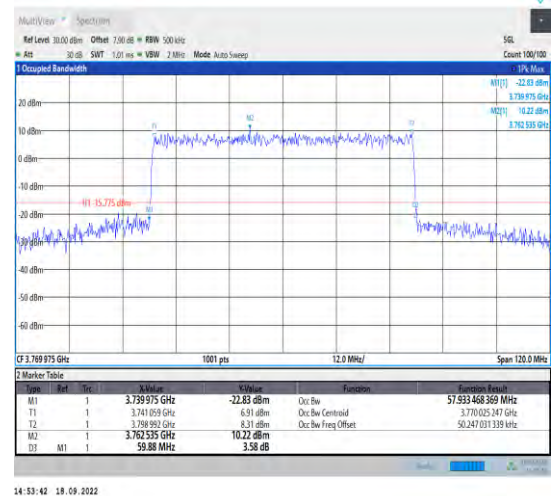 MultiView Spectrum
Ref Level 30.00 dBm Offset 7.90 dB RBW 500 kHz SGL
Att 30 dB SWT 1.01 ms VBW 2 MHz Mode Auto Sweep Count 100/100
1 Occupied Bandwidth 1Pk Max
M1[1] -22.83 dBm
3.739 975 GHz
M2[1] 10.22 dBm
3.762 535 GHz
20 dBm
10 dBm
T1 M2 T2
0 dBm
-10 dBm
H1 -15.775 dBm
-20 dBm
M1
-30 dBm
-40 dBm
-50 dBm
-60 dBm
CF 3.769 975 GHz 1001 pts 12.0 MHz/ Span 120.0 MHz
2 Marker Table
Type Ref Trc X-Value Y-Value Function Function Result
M1 1 3.739 975 GHz -22.83 dBm Occ Bw 57.933 468 369 MHz
T1 1 3.741 059 GHz 6.91 dBm Occ Bw Centroid 3.770 025 247 GHz
T2 1 3.798 992 GHz 8.31 dBm Occ Bw Freq Offset 50.247 031 339 kHz
M2 1 3.762 535 GHz 10.22 dBm
D3 M1 1 59.88 MHz 3.58 dB
14:53:42 18.09.2022